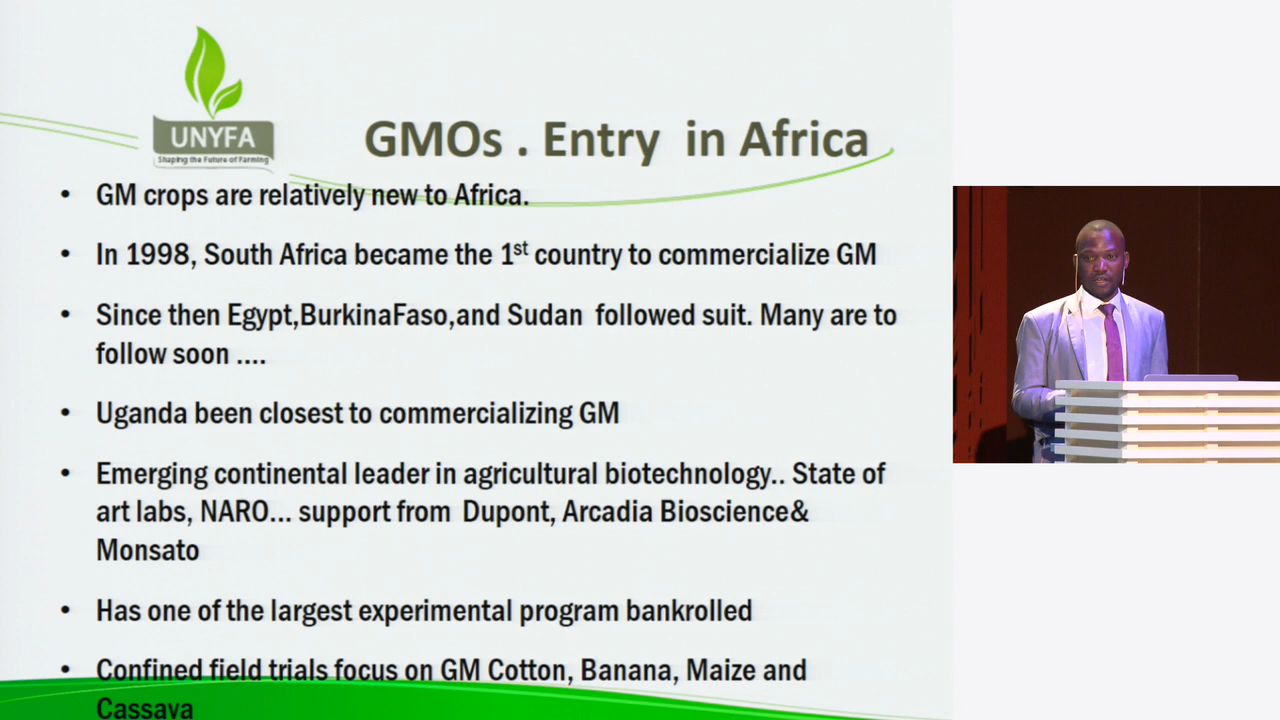 UNYFA
Shaping the Future of Farming
GMOs . Entry in Africa
• GM crops are relatively new to Africa.
• In 1998, South Africa became the 1st country to commercialize GM
• Since then Egypt,BurkinaFaso,and Sudan followed suit. Many are to
follow soon ....
• Uganda been closest to commercializing GM
• Emerging continental leader in agricultural biotechnology.. State of
art labs, NARO... support from Dupont, Arcadia Bioscience&
Monsato
• Has one of the largest experimental program bankrolled
• Confined field trials focus on GM Cotton, Banana, Maize and
Cassava